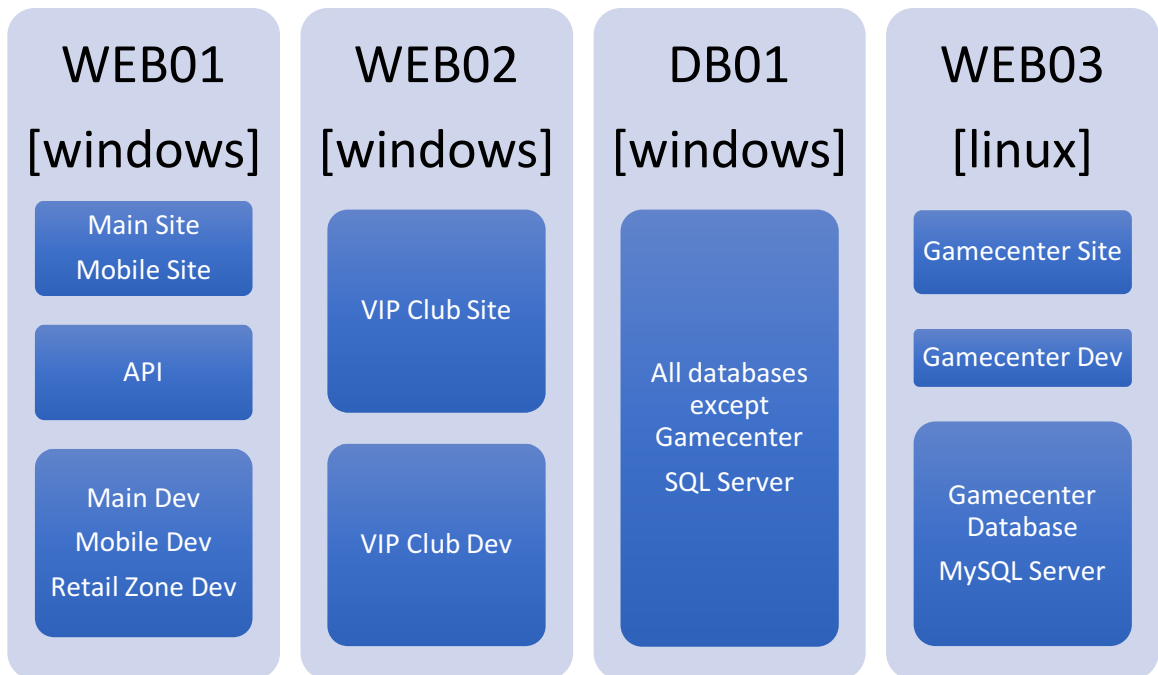 WEB01
[windows]
Main Site
Mobile Site
API
Main Dev
Mobile Dev
Retail Zone Dev
WEB02
[windows]
VIP Club Site
VIP Club Dev
DB01
[windows]
All databases
except
Gamecenter
SQL Server
WEB03
[linux]
Gamecenter Site
Gamecenter Dev
Gamecenter
Database
MySQL Server